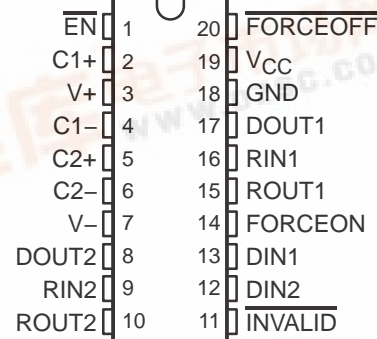 EN 1 20 FORCEOFF
C1+ 2 19 VCC
V+ 3 18 GND
C1− 4 17 DOUT1
C2+ 5 16 RIN1
C2− 6 15 ROUT1
V− 7 14 FORCEON
DOUT2 8 13 DIN1
RIN2 9 12 DIN2
ROUT2 10 11 INVALID